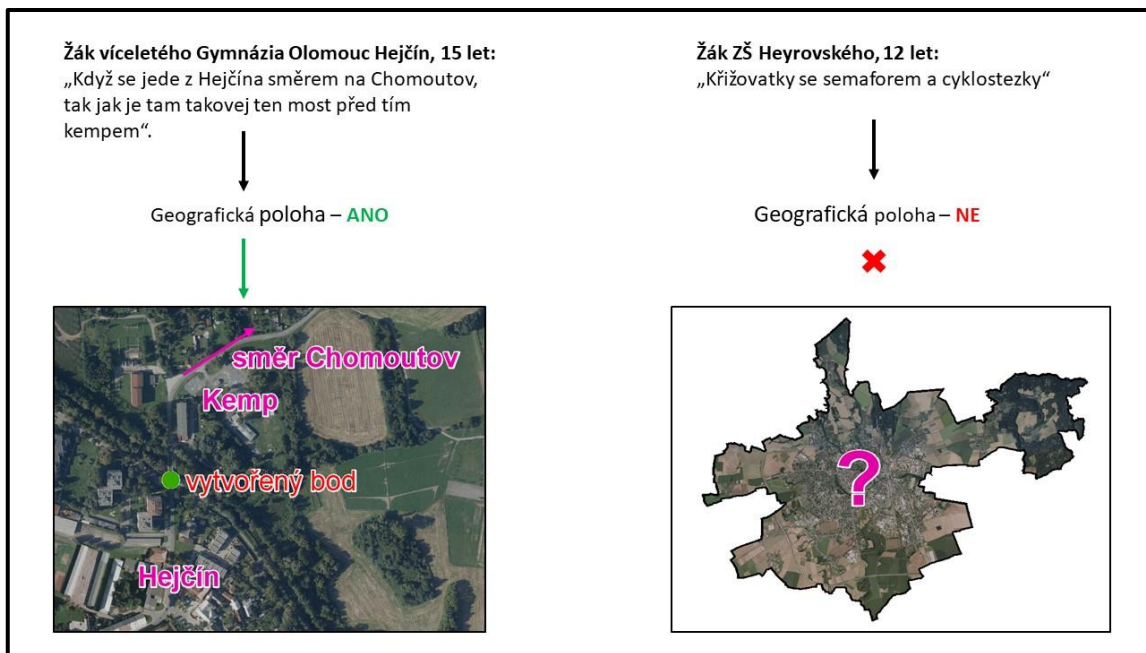 Žák víceletého Gymnázia Olomouc Hejčín, 15 let:
„Když se jede z Hejčína směrem na Chomoutov,
tak jak je tam takovej ten most před tím
kempem“.
Geografická poloha – ANO
směr Chomoutov
Kemp
vytvořený bod
Hejčín
Žák ZŠ Heyrovského, 12 let:
„Křižovatky se semaforem a cyklostezky“
Geografická poloha – NE
?